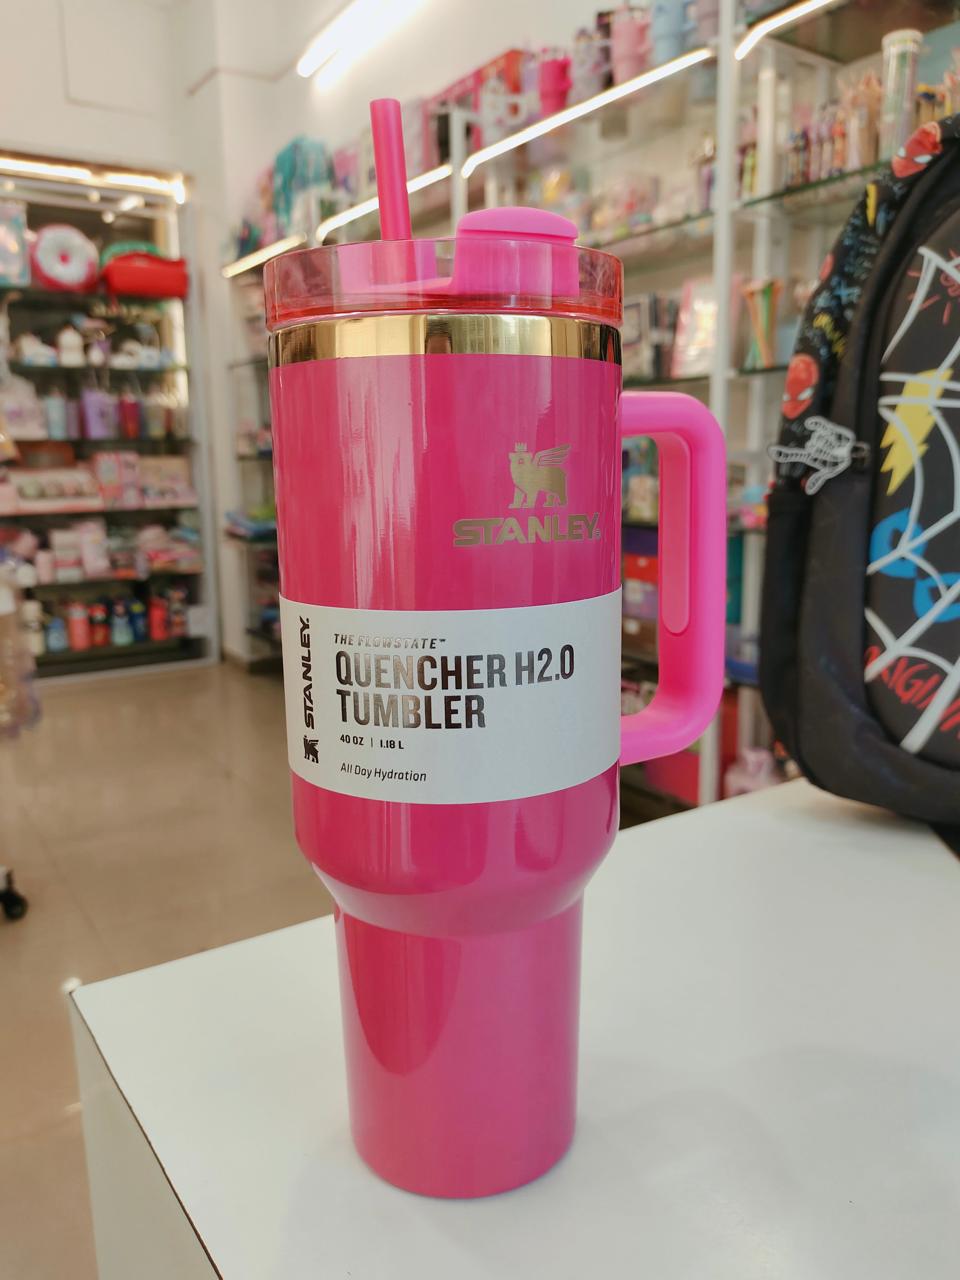 STANLEY®
STANLEY®
THE FLOWSTATE™
QUENCHER H2.0
TUMBLER
40 OZ | 1.18 L
All Day Hydration